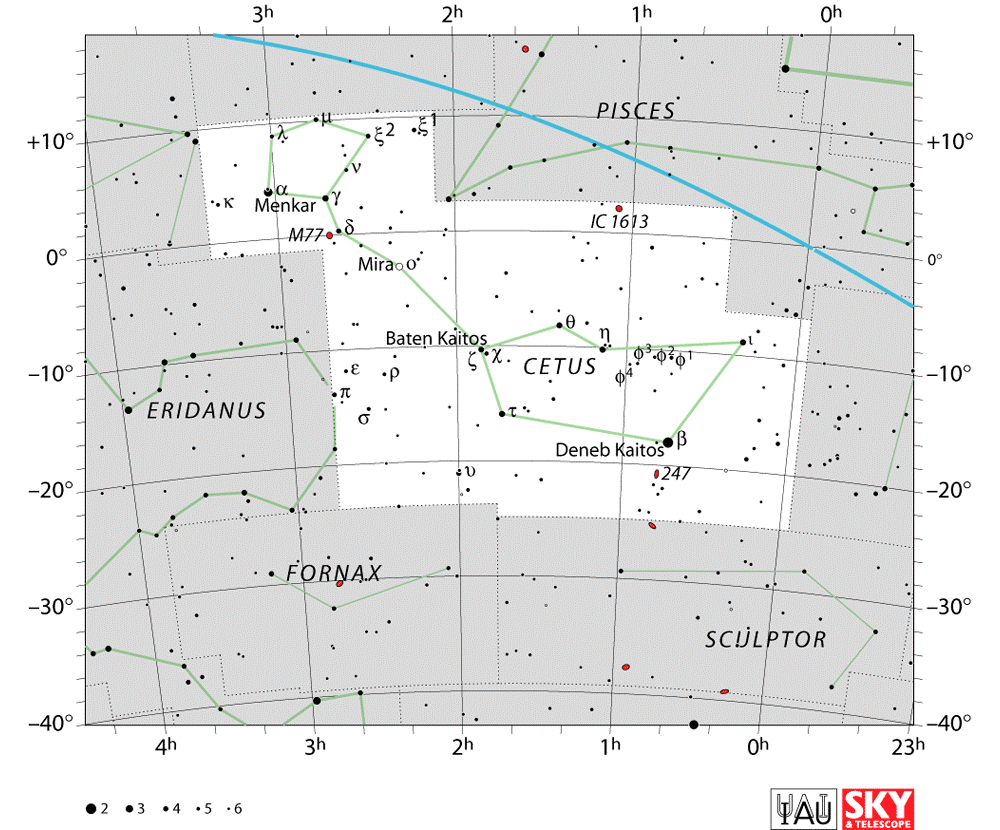 3h 2h 1h 0h
PISCES
+10° +10°
λ μ ξ² ξ¹
ν
κ α γ
Menkar
IC 1613
M77 δ
0° 0°
Mira ο
Baten Kaitos θ η ι
ζ χ CETUS φ⁴ φ³ φ² φ¹
−10° −10°
ε ρ
π
ERIDANUS σ
τ
Deneb Kaitos β
υ 247
−20° −20°
FORNAX
−30° −30°
SCULPTOR
−40° −40°
4h 3h 2h 1h 0h 23h
2 3 4 5 6
IAU
SKY
& TELESCOPE